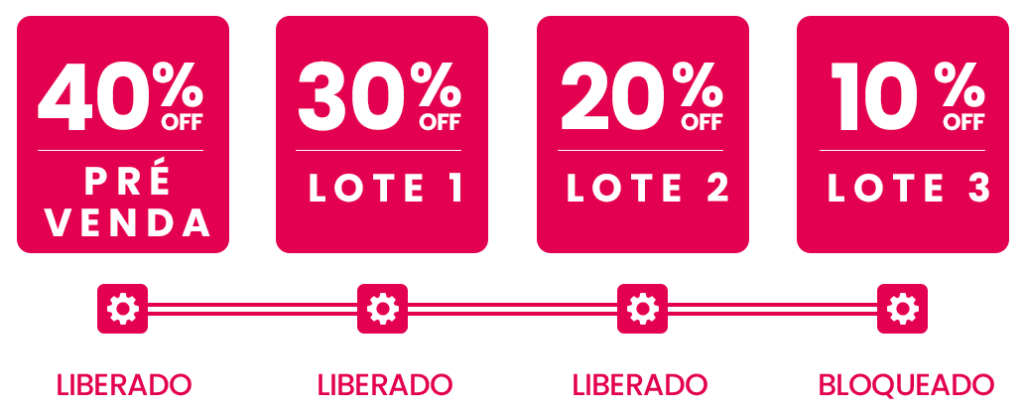 40% OFF
PRÉ
VENDA
LIBERADO
30% OFF
LOTE 1
LIBERADO
20% OFF
LOTE 2
LIBERADO
10% OFF
LOTE 3
BLOQUEADO